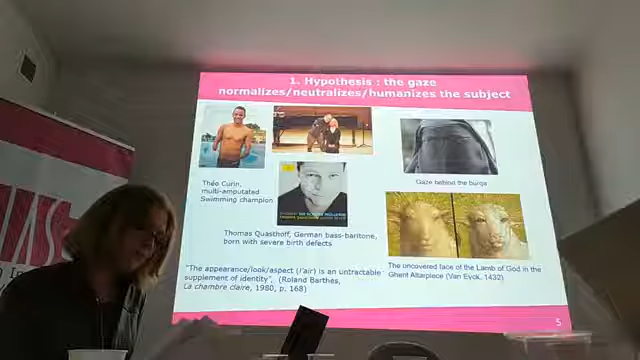 1. Hypothesis : the gaze
normalizes/neutralizes/humanizes the subject
Théo Curin,
multi-amputated
Swimming champion
Gaze behind the burqa
Thomas Quasthoff, German bass-baritone,
born with severe birth defects
The uncovered face of the Lamb of God in the
Ghent Altarpiece (Van Eyck, 1432)
"The appearance/look/aspect (l'air) is an untractable
supplement of identity", (Roland Barthes,
La chambre claire, 1980, p. 168)
5